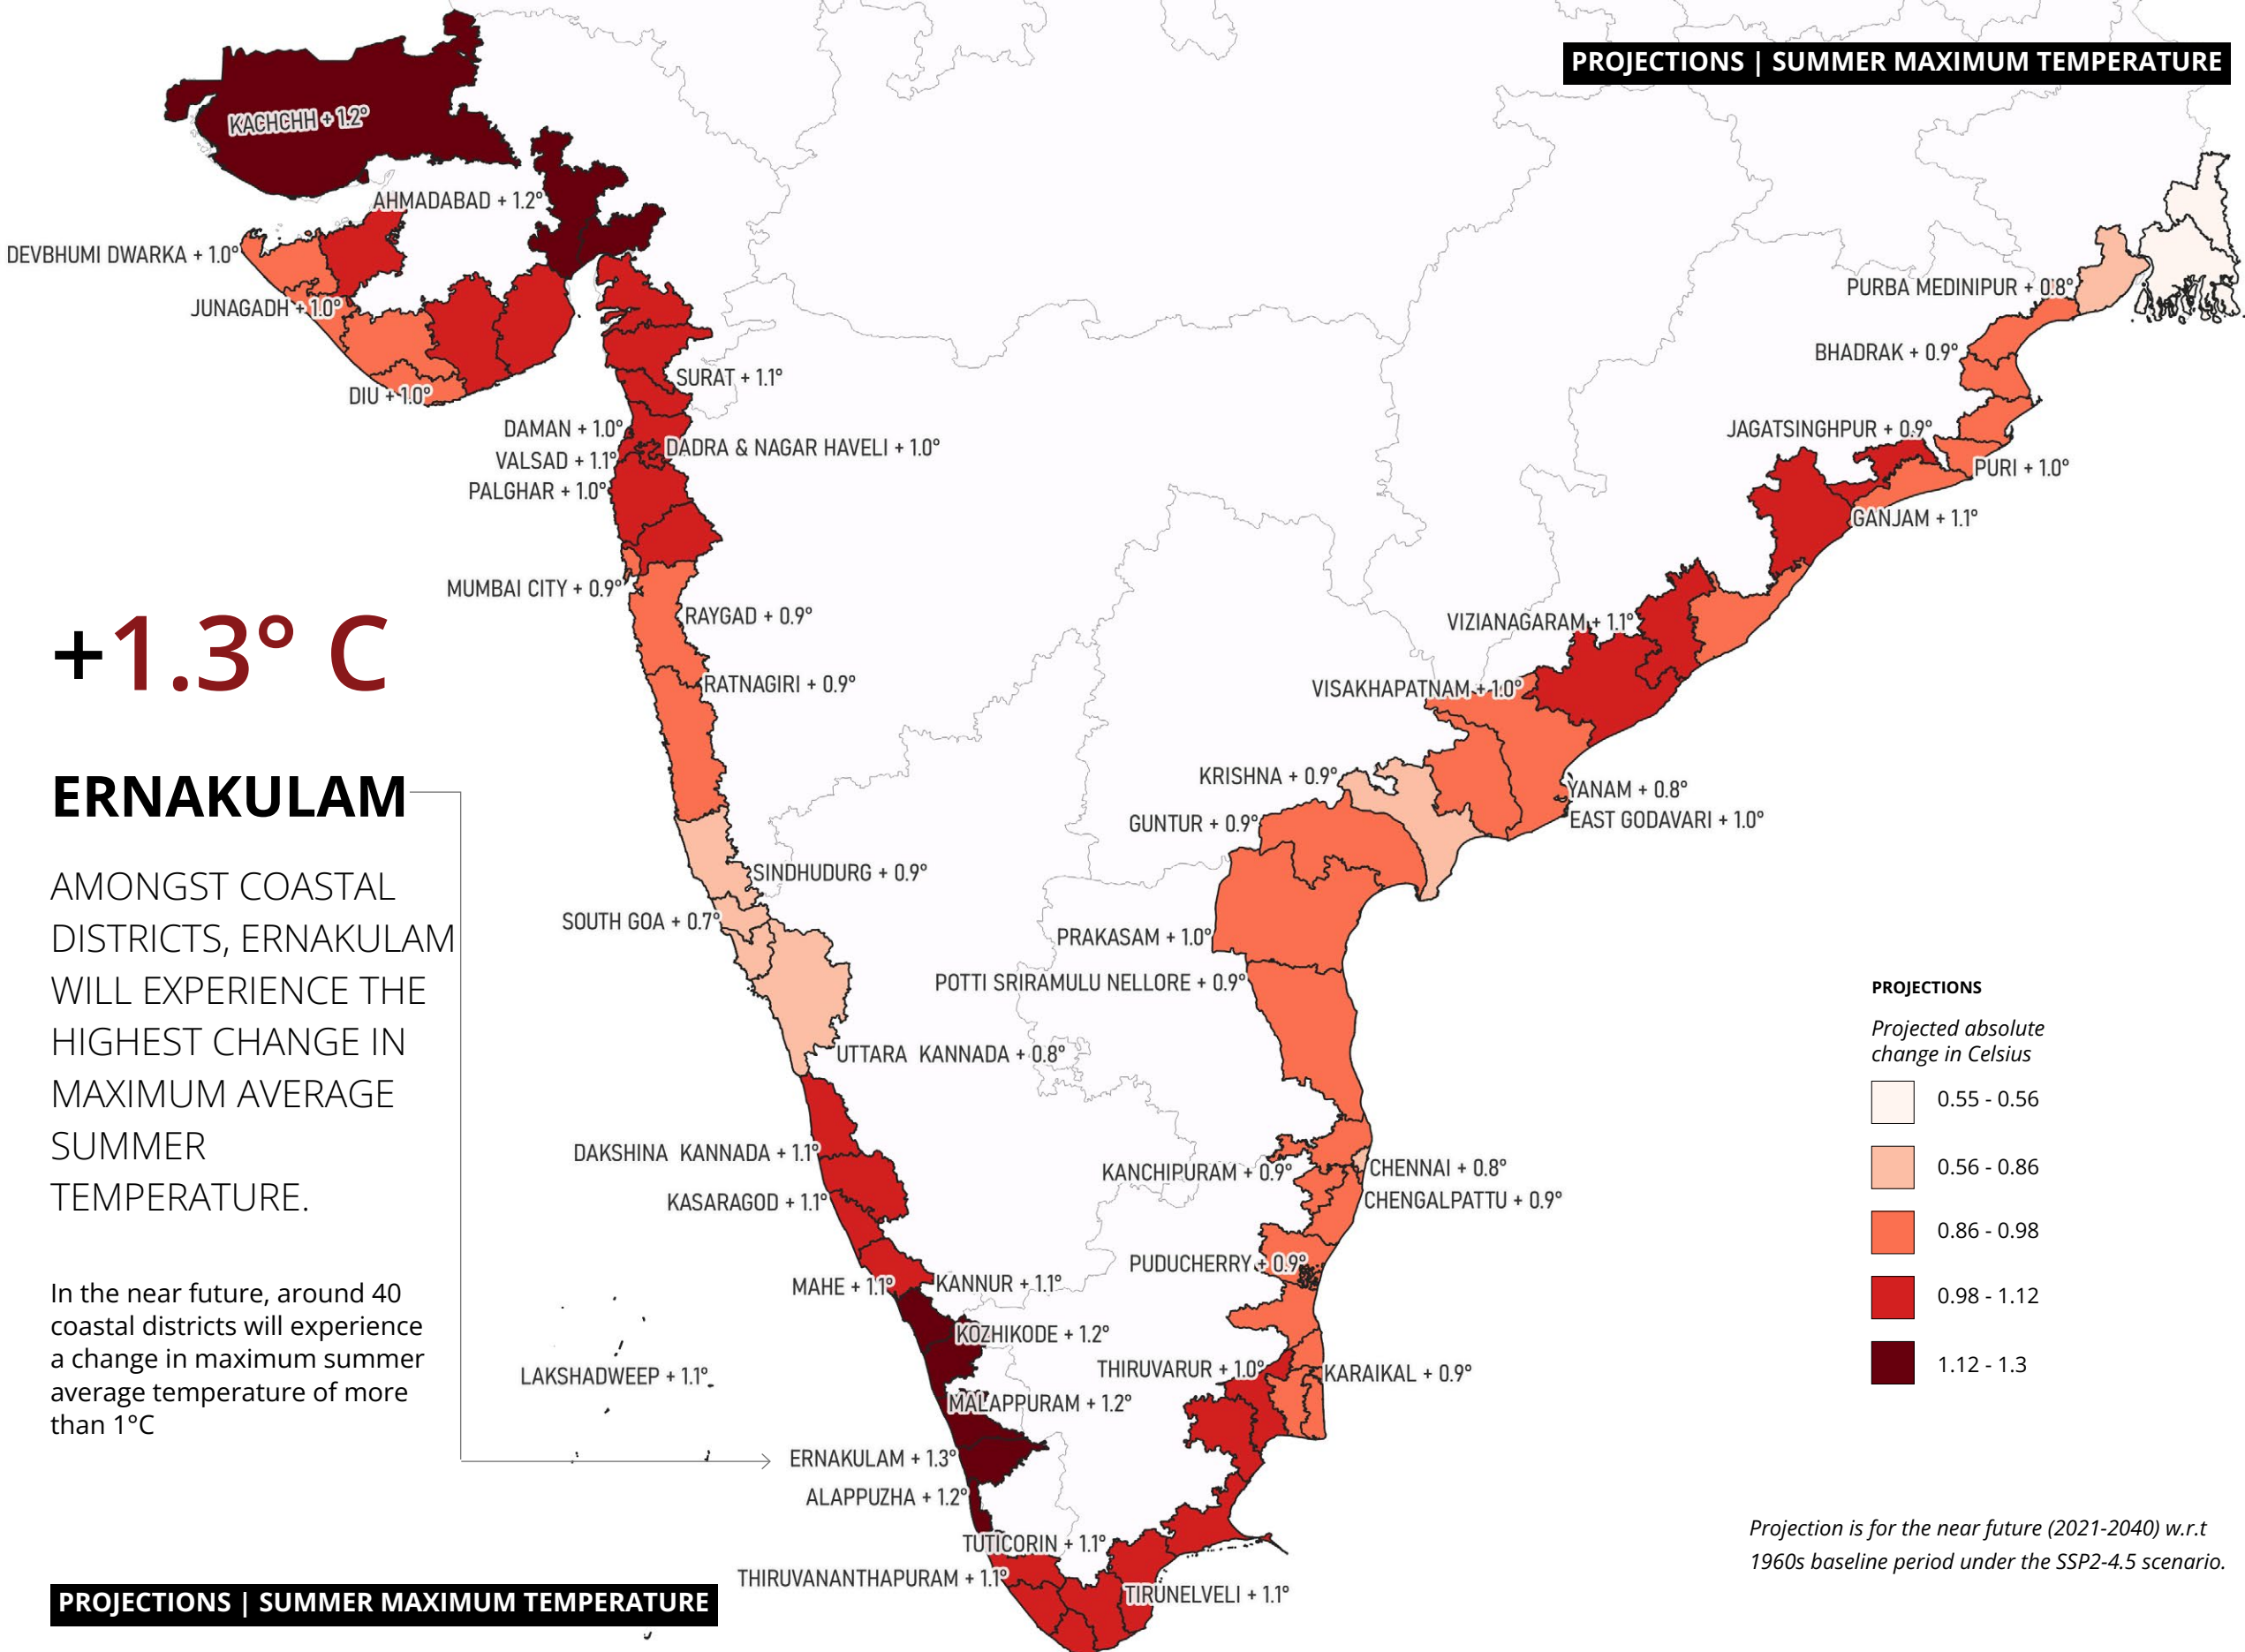 PROJECTIONS | SUMMER MAXIMUM TEMPERATURE
KACHCHH + 1.2°
AHMADABAD + 1.2°
DEVBHUMI DWARKA + 1.0°
JUNAGADH + 1.0°
DIU + 1.0°
SURAT + 1.1°
DAMAN + 1.0°
DADRA & NAGAR HAVELI + 1.0°
VALSAD + 1.1°
PALGHAR + 1.0°
MUMBAI CITY + 0.9°
RAYGAD + 0.9°
RATNAGIRI + 0.9°
SINDHUDURG + 0.9°
SOUTH GOA + 0.7°
UTTARA KANNADA + 0.8°
DAKSHINA KANNADA + 1.1°
KASARAGOD + 1.1°
MAHE + 1.1°
KANNUR + 1.1°
KOZHIKODE + 1.2°
LAKSHADWEEP + 1.1°
MALAPPURAM + 1.2°
ERNAKULAM + 1.3°
ALAPPUZHA + 1.2°
TUTICORIN + 1.1°
THIRUVANANTHAPURAM + 1.1°
TIRUNELVELI + 1.1°
PURBA MEDINIPUR + 0.8°
BHADRAK + 0.9°
JAGATSINGHPUR + 0.9°
PURI + 1.0°
GANJAM + 1.1°
VIZIANAGARAM + 1.1°
VISAKHAPATNAM + 1.0°
KRISHNA + 0.9°
YANAM + 0.8°
GUNTUR + 0.9°
EAST GODAVARI + 1.0°
PRAKASAM + 1.0°
POTTI SRIRAMULU NELLORE + 0.9°
KANCHIPURAM + 0.9°
CHENNAI + 0.8°
CHENGALPATTU + 0.9°
PUDUCHERRY + 0.9°
THIRUVARUR + 1.0°
KARAIKAL + 0.9°
+1.3° C
ERNAKULAM
AMONGST COASTAL
DISTRICTS, ERNAKULAM
WILL EXPERIENCE THE
HIGHEST CHANGE IN
MAXIMUM AVERAGE
SUMMER
TEMPERATURE.
In the near future, around 40
coastal districts will experience
a change in maximum summer
average temperature of more
than 1°C
PROJECTIONS
Projected absolute
change in Celsius
0.55 - 0.56
0.56 - 0.86
0.86 - 0.98
0.98 - 1.12
1.12 - 1.3
Projection is for the near future (2021-2040) w.r.t
1960s baseline period under the SSP2-4.5 scenario.
PROJECTIONS | SUMMER MAXIMUM TEMPERATURE